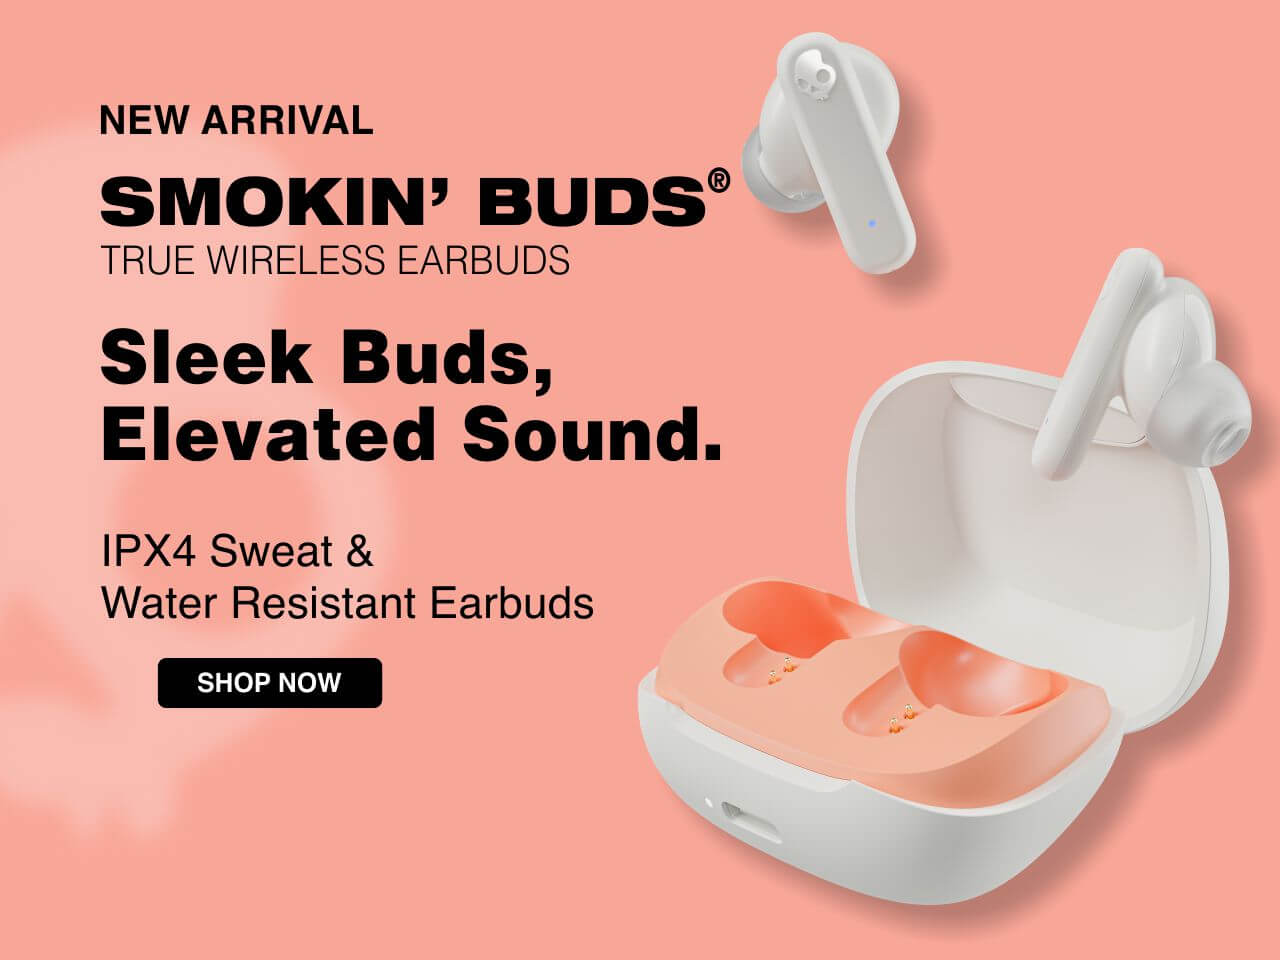 NEW ARRIVAL
SMOKIN’ BUDS®
TRUE WIRELESS EARBUDS
Sleek Buds,
Elevated Sound.
IPX4 Sweat &
Water Resistant Earbuds
SHOP NOW